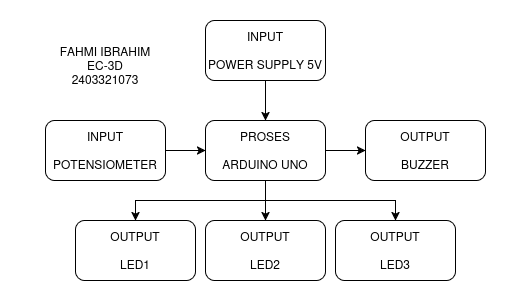 FAHMI IBRAHIM
EC-3D
2403321073
INPUT
POWER SUPPLY 5V
INPUT
POTENSIOMETER
PROSES
ARDUINO UNO
OUTPUT
BUZZER
OUTPUT
LED1
OUTPUT
LED2
OUTPUT
LED3